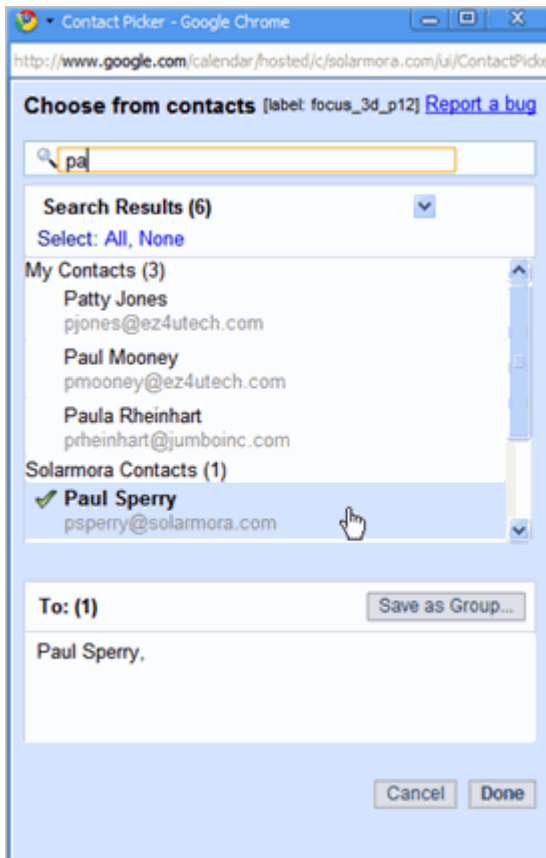 Contact Picker - Google Chrome
http://www.google.com/calendar/hosted/c/solarmora.com/ui/ContactPicke
Choose from contacts [label: focus_3d_p12] Report a bug
pa
Search Results (6)
Select: All, None
My Contacts (3)
Patty Jones
pjones@ez4utech.com
Paul Mooney
pmooney@ez4utech.com
Paula Rheinhart
prheinhart@jumboinc.com
Solarmora Contacts (1)
Paul Sperry
psperry@solarmora.com
To: (1) Save as Group...
Paul Sperry,
Cancel Done